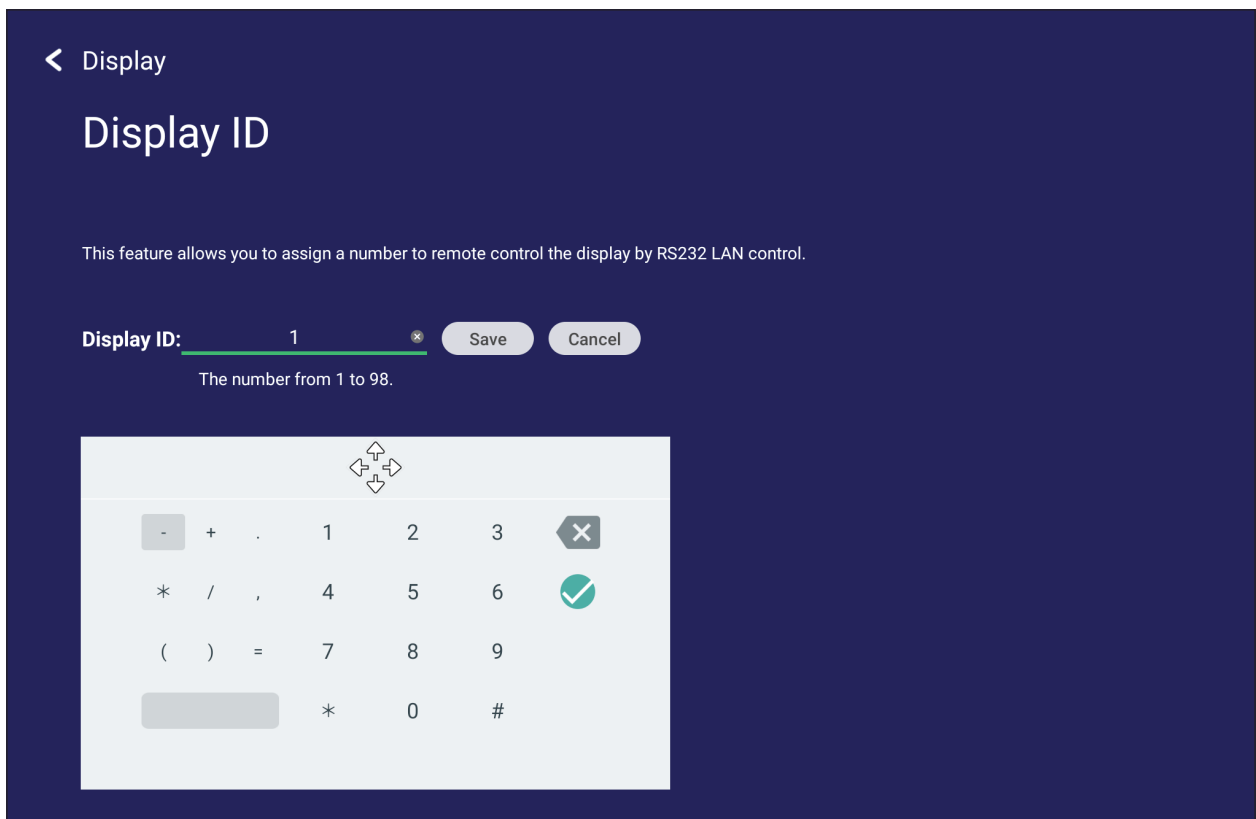 Display
Display ID
This feature allows you to assign a number to remote control the display by RS232 LAN control.
Display ID: 1 Save Cancel
The number from 1 to 98.
- + . 1 2 3
* / , 4 5 6
( ) = 7 8 9
* 0 #